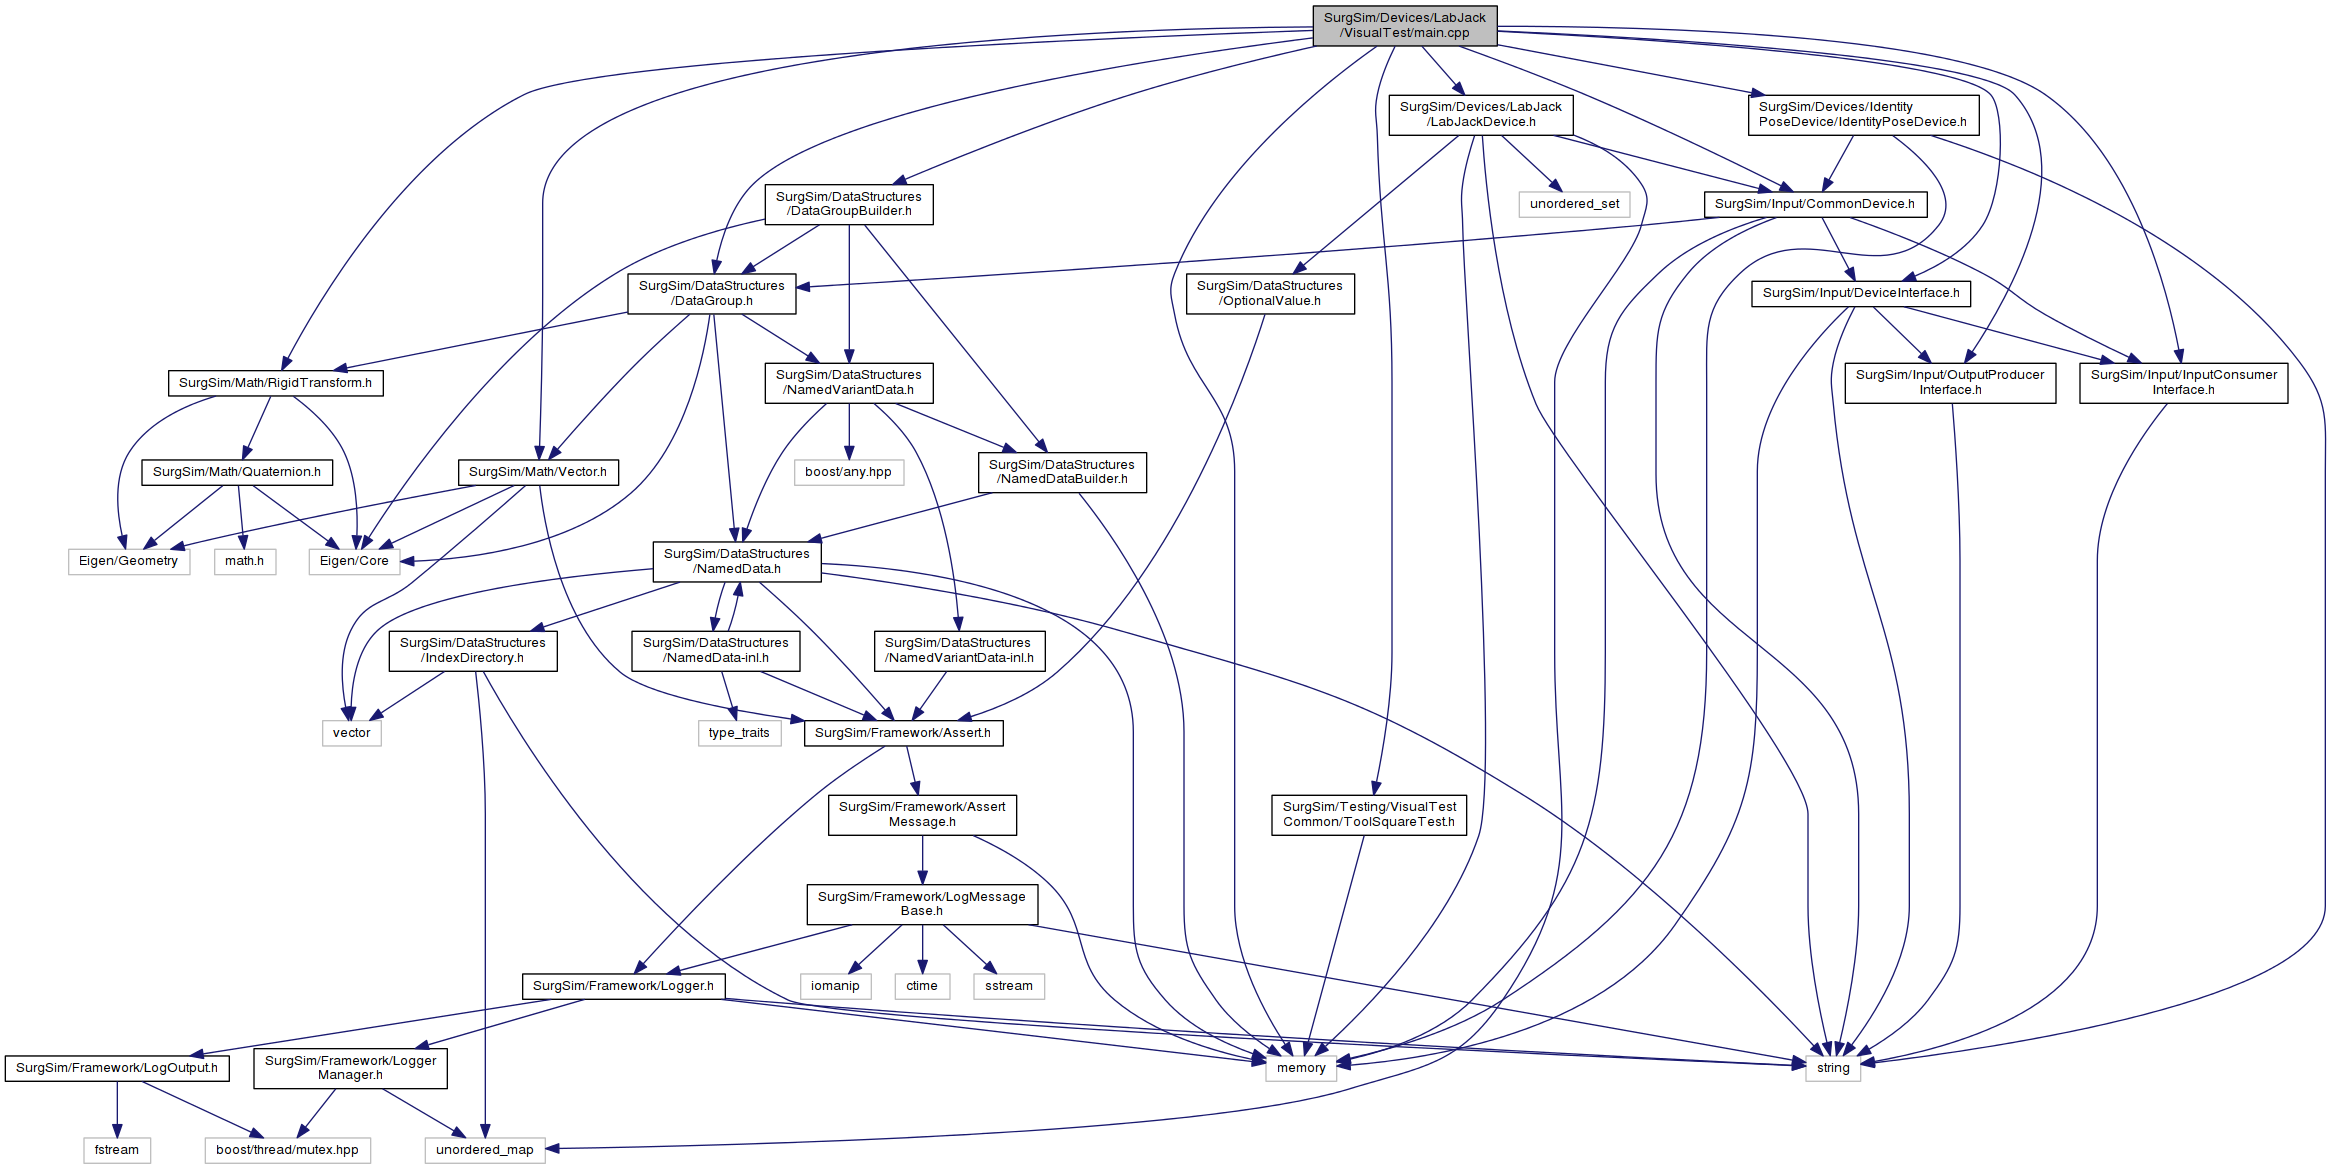 SurgSim/Devices/LabJack
/VisualTest/main.cpp
SurgSim/Devices/LabJack
/LabJackDevice.h
SurgSim/Devices/Identity
PoseDevice/IdentityPoseDevice.h
SurgSim/DataStructures
/DataGroupBuilder.h
unordered_set
SurgSim/Input/CommonDevice.h
SurgSim/DataStructures
/DataGroup.h
SurgSim/DataStructures
/OptionalValue.h
SurgSim/Input/DeviceInterface.h
SurgSim/Math/RigidTransform.h
SurgSim/DataStructures
/NamedVariantData.h
SurgSim/Input/OutputProducer
Interface.h
SurgSim/Input/InputConsumer
Interface.h
SurgSim/Math/Quaternion.h
SurgSim/Math/Vector.h
boost/any.hpp
SurgSim/DataStructures
/NamedDataBuilder.h
Eigen/Geometry
math.h
Eigen/Core
SurgSim/DataStructures
/NamedData.h
SurgSim/DataStructures
/IndexDirectory.h
SurgSim/DataStructures
/NamedData-inl.h
SurgSim/DataStructures
/NamedVariantData-inl.h
vector
type_traits
SurgSim/Framework/Assert.h
SurgSim/Framework/Assert
Message.h
SurgSim/Testing/VisualTest
Common/ToolSquareTest.h
SurgSim/Framework/LogMessage
Base.h
SurgSim/Framework/Logger.h
iomanip
ctime
sstream
SurgSim/Framework/LogOutput.h
SurgSim/Framework/Logger
Manager.h
memory
string
fstream
boost/thread/mutex.hpp
unordered_map